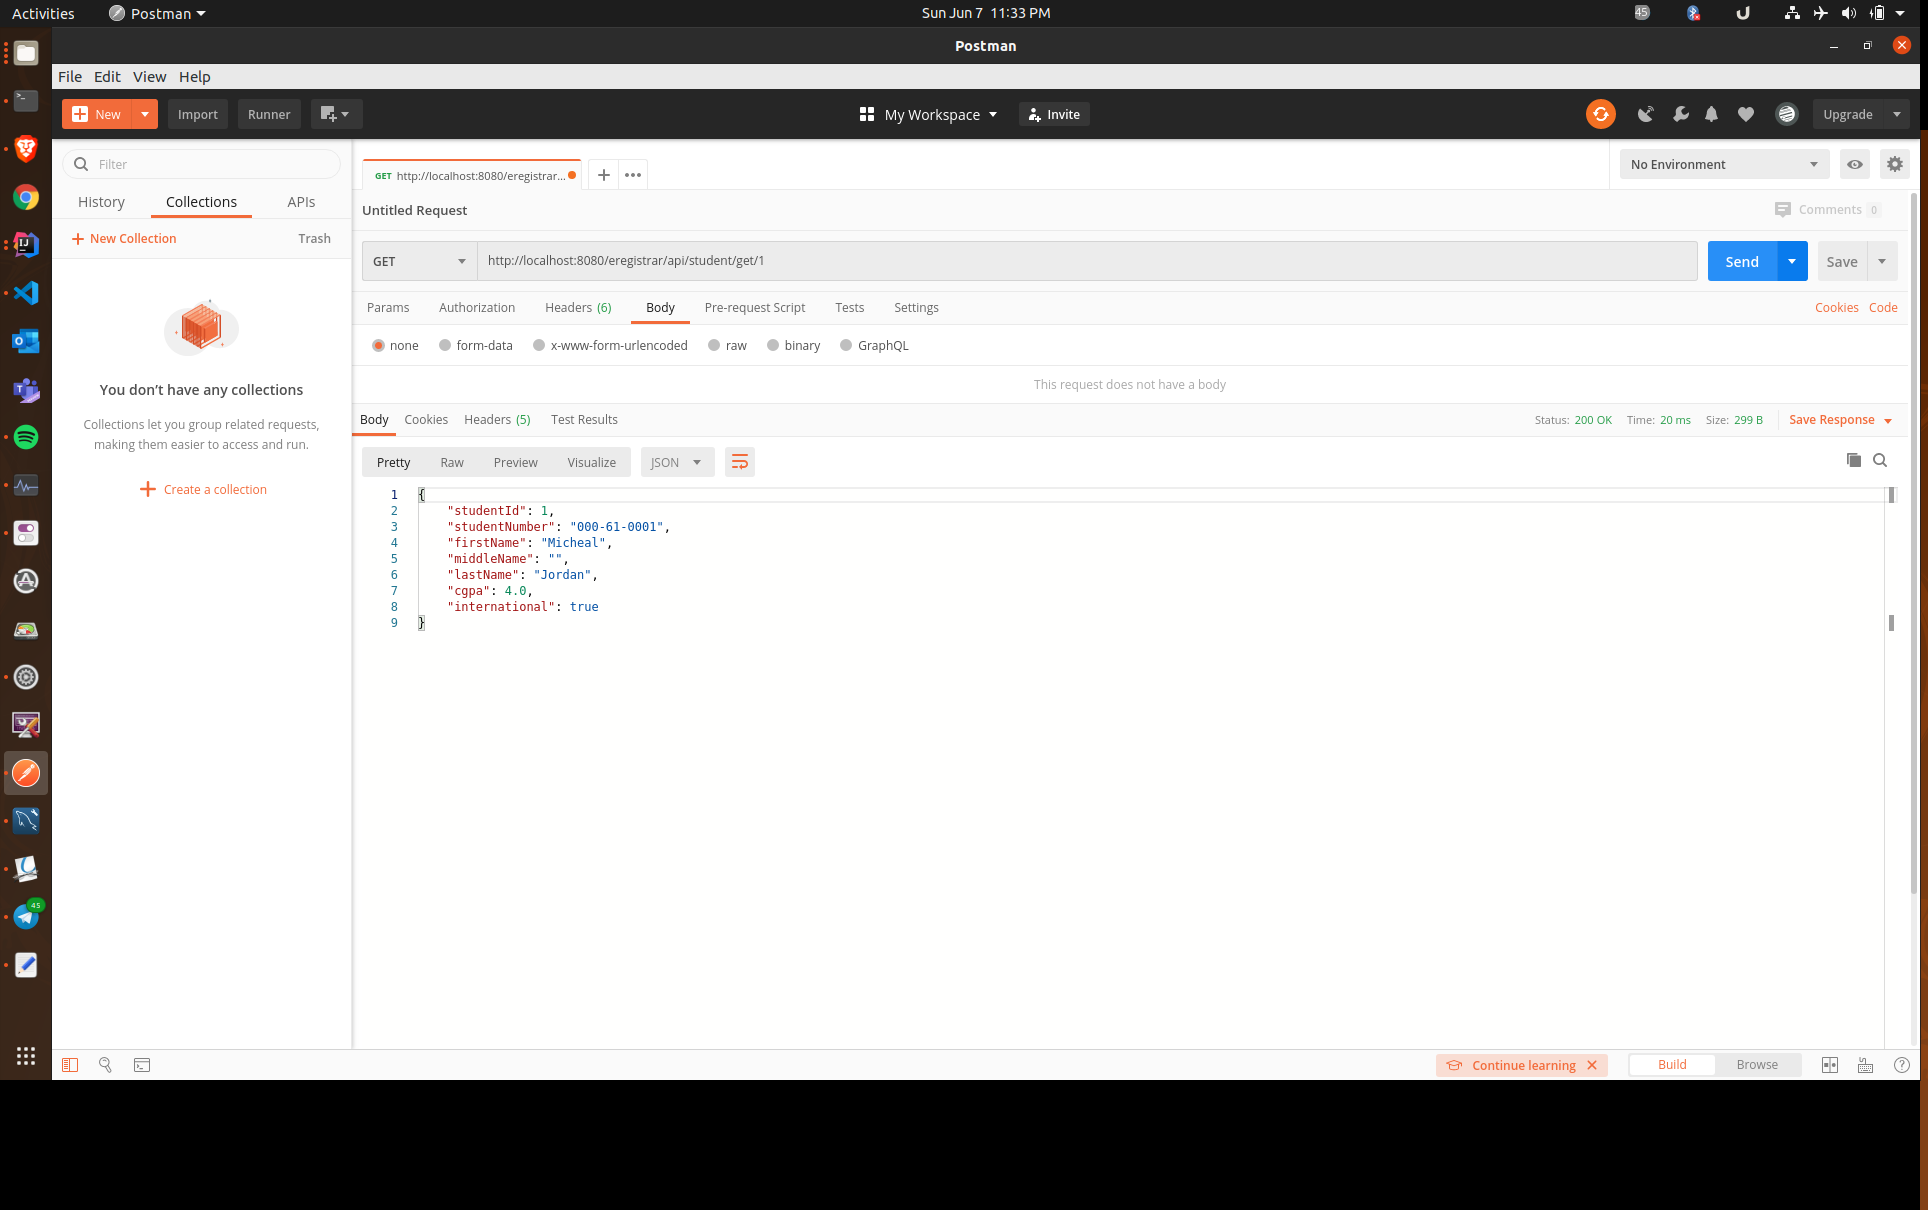 Activities Postman Sun Jun 7 11:33 PM 45
Postman
File Edit View Help
New Import Runner My Workspace Invite Upgrade
Filter
GET http://localhost:8080/eregistrar... No Environment
History Collections APIs
Untitled Request Comments 0
New Collection Trash
GET http://localhost:8080/eregistrar/api/student/get/1 Send Save
Params Authorization Headers (6) Body Pre-request Script Tests Settings Cookies Code
none form-data x-www-form-urlencoded raw binary GraphQL
This request does not have a body
You don't have any collections
Collections let you group related requests,
making them easier to access and run.
Create a collection
Body Cookies Headers (5) Test Results Status: 200 OK Time: 20 ms Size: 299 B Save Response
Pretty Raw Preview Visualize JSON
1 {
2 "studentId": 1,
3 "studentNumber": "000-61-0001",
4 "firstName": "Micheal",
5 "middleName": "",
6 "lastName": "Jordan",
7 "cgpa": 4.0,
8 "international": true
9 }
45
Continue learning Build Browse